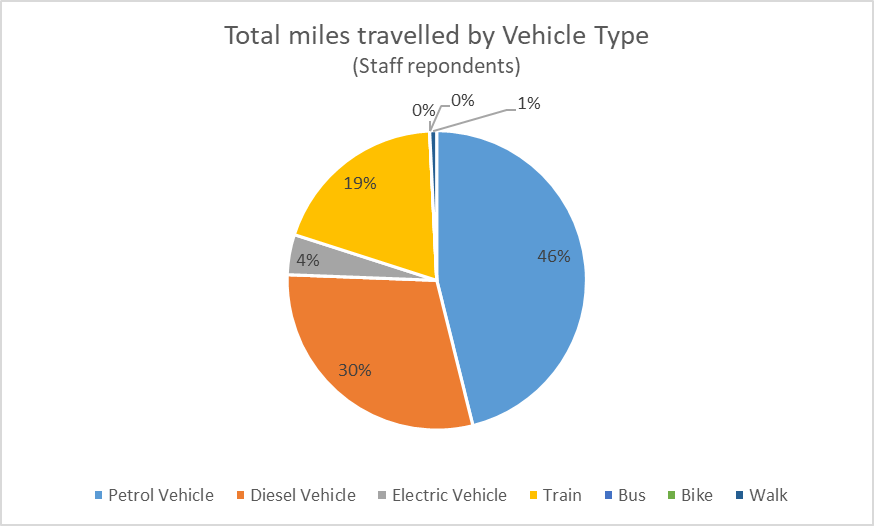 Total miles travelled by Vehicle Type
(Staff repondents)
0%
0%
1%
19%
46%
4%
30%
Petrol Vehicle
Diesel Vehicle
Electric Vehicle
Train
Bus
Bike
Walk